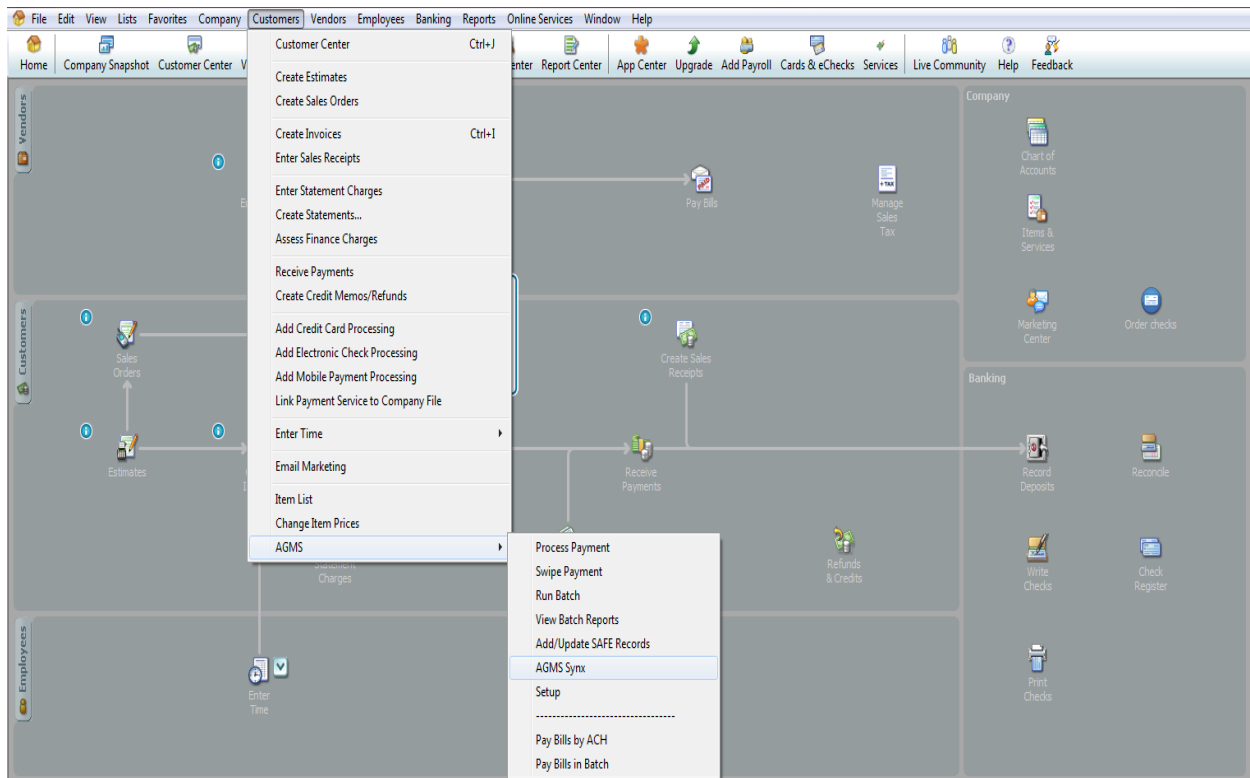 File Edit View Lists Favorites Company Customers Vendors Employees Banking Reports Online Services Window Help
Home Company Snapshot Customer Center V enter Report Center App Center Upgrade Add Payroll Cards & eChecks Services Live Community Help Feedback
Customer Center Ctrl+J
Create Estimates
Create Sales Orders
Create Invoices Ctrl+I
Enter Sales Receipts
Enter Statement Charges
Create Statements...
Assess Finance Charges
Receive Payments
Create Credit Memos/Refunds
Add Credit Card Processing
Add Electronic Check Processing
Add Mobile Payment Processing
Link Payment Service to Company File
Enter Time
Email Marketing
Item List
Change Item Prices
AGMS
Process Payment
Swipe Payment
Run Batch
View Batch Reports
Add/Update SAFE Records
AGMS Synx
Setup
---------------------------------
Pay Bills by ACH
Pay Bills in Batch
Vendors
Pay Bills
Manage
Sales
Tax
+ TAX
PAID
Customers
Sales
Orders
Estimates
Create Sales
Receipts
Receive
Payments
Statement
Charges
Refunds
& Credits
Employees
Enter
Time
Company
Chart of
Accounts
Items &
Services
Marketing
Center
Order checks
Banking
Record
Deposits
Reconcile
Write
Checks
Check
Register
Print
Checks